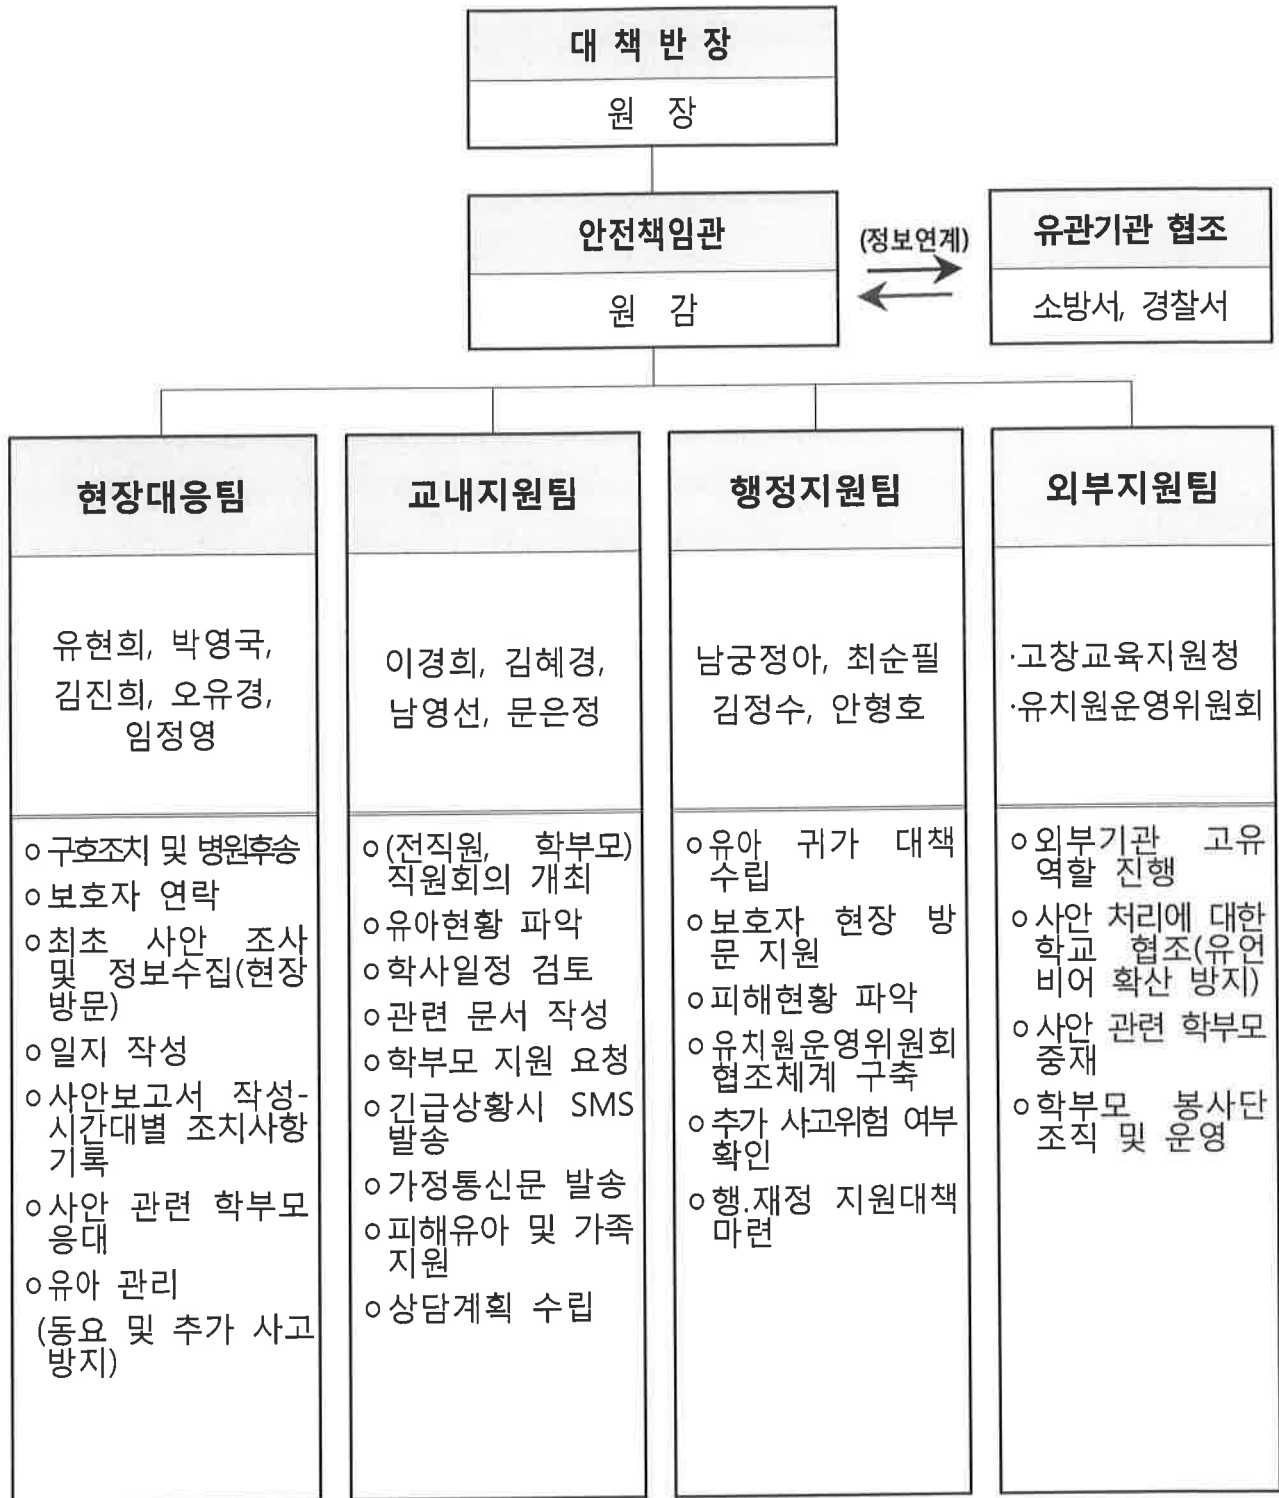 대 책 반 장
원 장
안전책임관
원 감
(정보연계)
유관기관 협조
소방서, 경찰서
현장대응팀
유현희, 박영국,
김진희, 오유경,
임정영
ㅇ구호조치 및 병원후송
ㅇ보호자 연락
ㅇ최초 사안 조사
및 정보수집(현장
방문)
ㅇ일지 작성
ㅇ사안보고서 작성-
시간대별 조치사항
기록
ㅇ사안 관련 학부모
응대
ㅇ유아 관리
(동요 및 추가 사고
방지)
교내지원팀
이경희, 김혜경,
남영선, 문은정
ㅇ(전직원, 학부모)
직원회의 개최
ㅇ유아현황 파악
ㅇ학사일정 검토
ㅇ관련 문서 작성
ㅇ학부모 지원 요청
ㅇ긴급상황시 SMS
발송
ㅇ가정통신문 발송
ㅇ피해유아 및 가족
지원
ㅇ상담계획 수립
행정지원팀
남궁정아, 최순필
김정수, 안형호
ㅇ유아 귀가 대책
수립
ㅇ보호자 현장 방
문 지원
ㅇ피해현황 파악
ㅇ유치원운영위원회
협조체계 구축
ㅇ추가 사고위험 여부
확인
ㅇ행.재정 지원대책
마련
외부지원팀
·고창교육지원청
·유치원운영위원회
ㅇ외부기관 고유
역할 진행
ㅇ사안 처리에 대한
학교 협조(유언
비어 확산 방지)
ㅇ사안 관련 학부모
중재
ㅇ학부모 봉사단
조직 및 운영